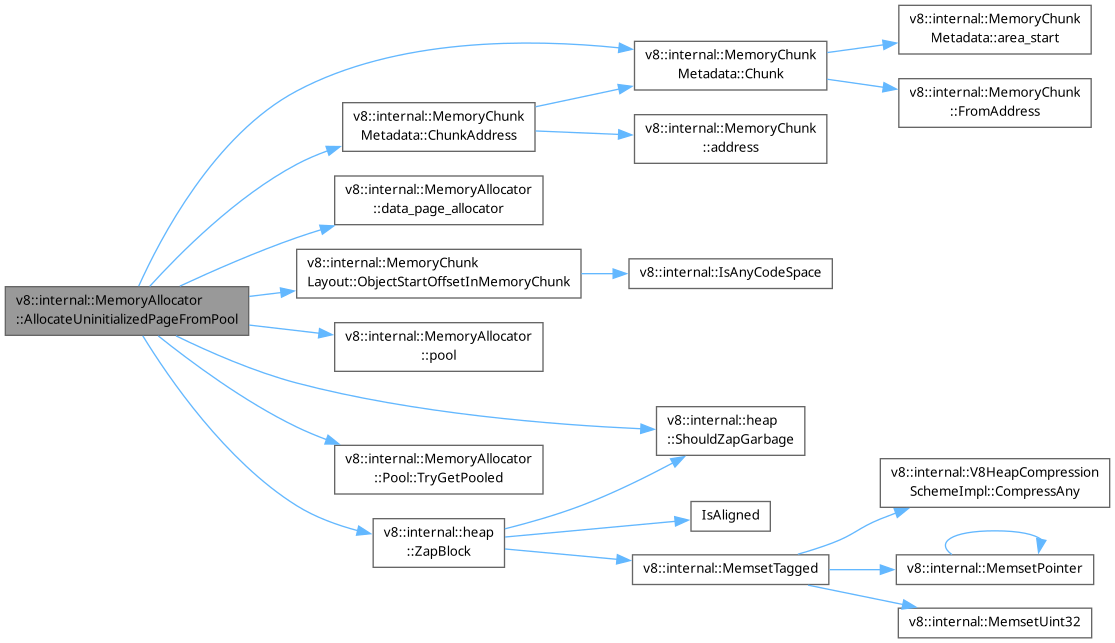 v8::internal::MemoryAllocator
::AllocateUninitializedPageFromPool
v8::internal::MemoryChunk
Metadata::Chunk
v8::internal::MemoryChunk
Metadata::area_start
v8::internal::MemoryChunk
::FromAddress
v8::internal::MemoryChunk
Metadata::ChunkAddress
v8::internal::MemoryChunk
::address
v8::internal::MemoryAllocator
::data_page_allocator
v8::internal::MemoryChunk
Layout::ObjectStartOffsetInMemoryChunk
v8::internal::IsAnyCodeSpace
v8::internal::MemoryAllocator
::pool
v8::internal::heap
::ShouldZapGarbage
v8::internal::MemoryAllocator
::Pool::TryGetPooled
v8::internal::heap
::ZapBlock
IsAligned
v8::internal::MemsetTagged
v8::internal::V8HeapCompression
SchemeImpl::CompressAny
v8::internal::MemsetPointer
v8::internal::MemsetUint32